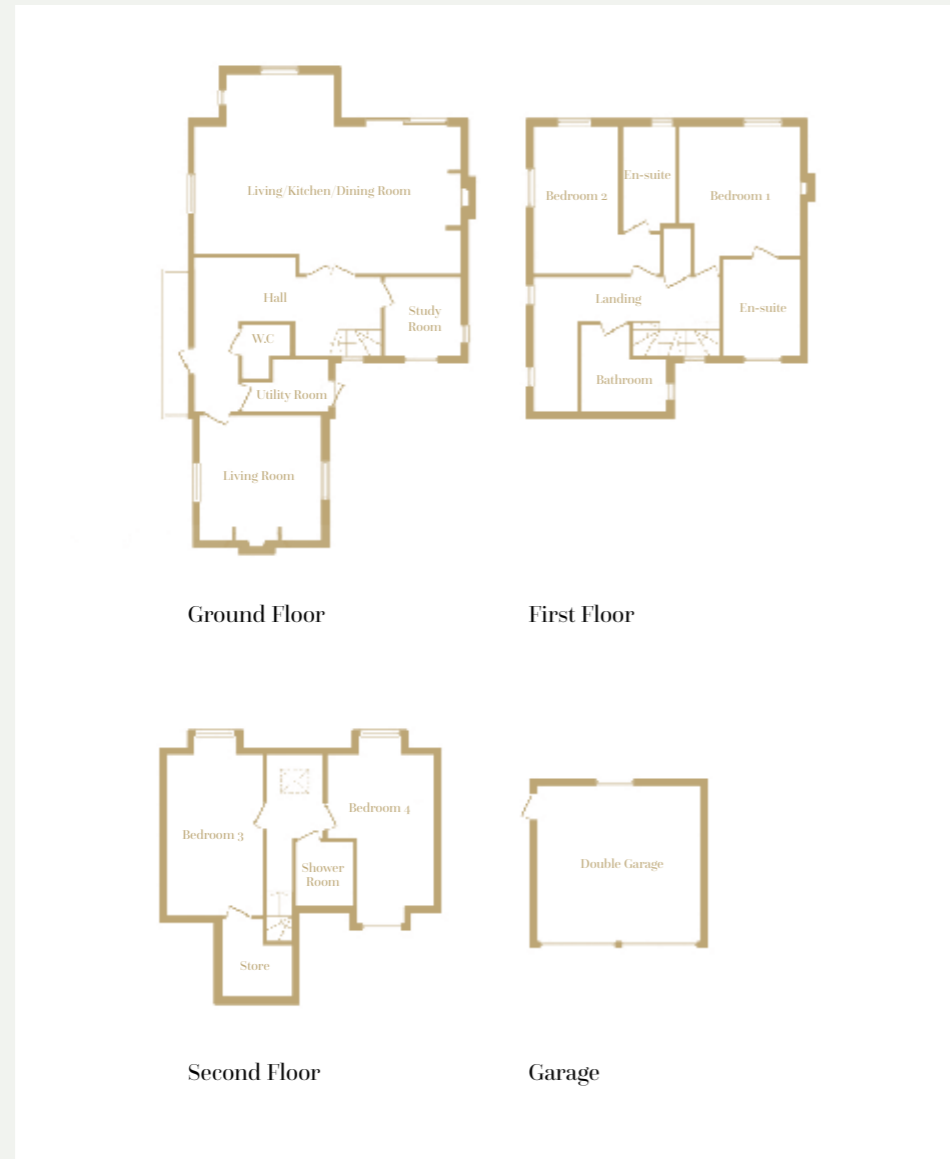 Living/Kitchen/Dining Room
Hall
Study
Room
W.C
Utility Room
Living Room
Ground Floor
Bedroom 2
En-suite
Bedroom 1
Landing
En-suite
Bathroom
First Floor
Bedroom 3
Bedroom 4
Shower
Room
Store
Second Floor
Double Garage
Garage